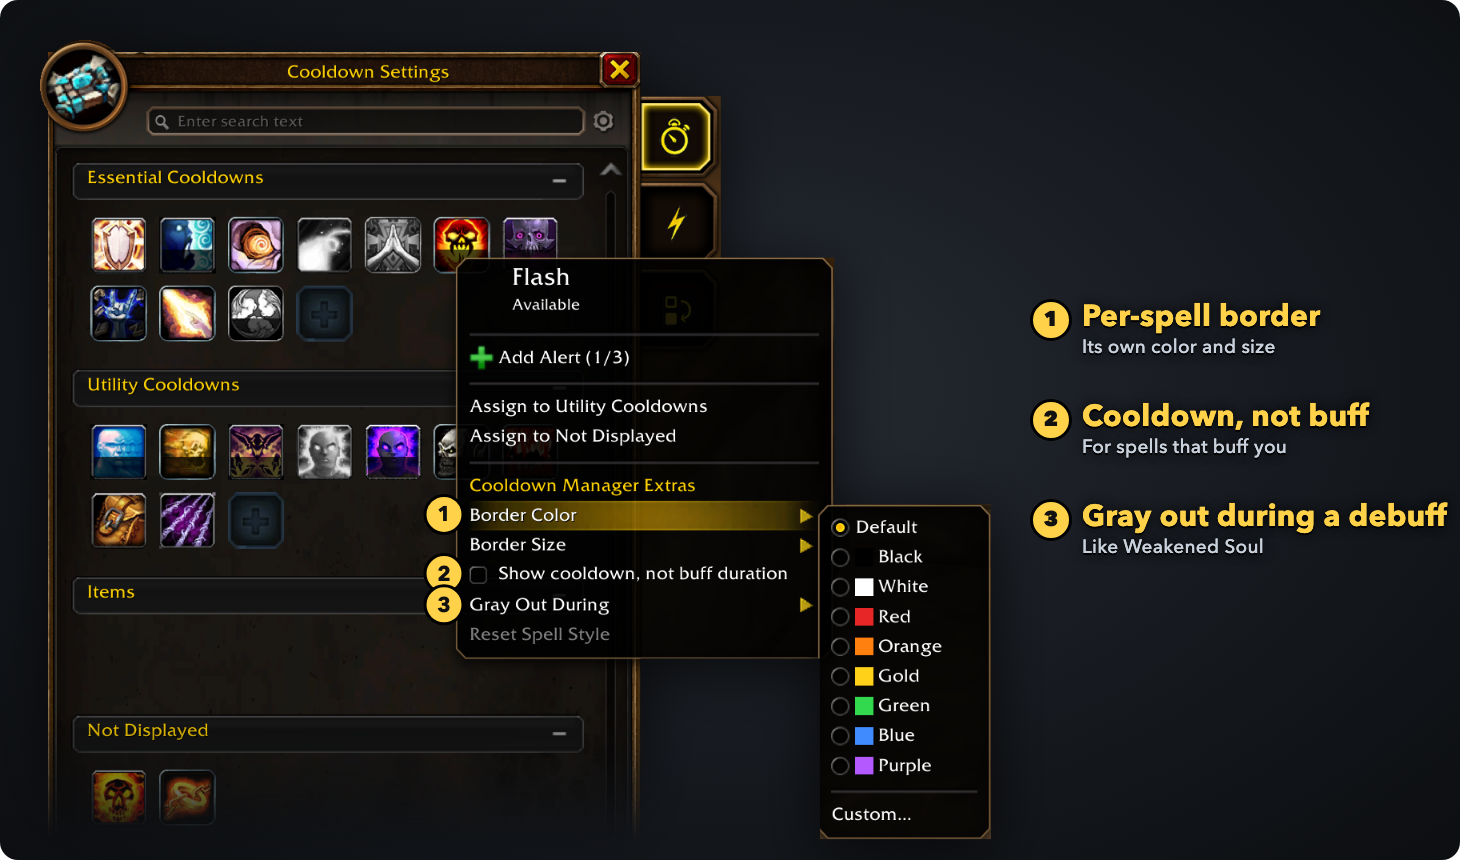 Cooldown Settings
Enter search text
Essential Cooldowns
Flash
Available
Add Alert (1/3)
Utility Cooldowns
Assign to Utility Cooldowns
Assign to Not Displayed
Cooldown Manager Extras
1 Border Color
Border Size
2 Show cooldown, not buff duration
3 Gray Out During
Reset Spell Style
Items
Not Displayed
Default
Black
White
Red
Orange
Gold
Green
Blue
Purple
Custom...
1 Per-spell border
Its own color and size
2 Cooldown, not buff
For spells that buff you
3 Gray out during a debuff
Like Weakened Soul